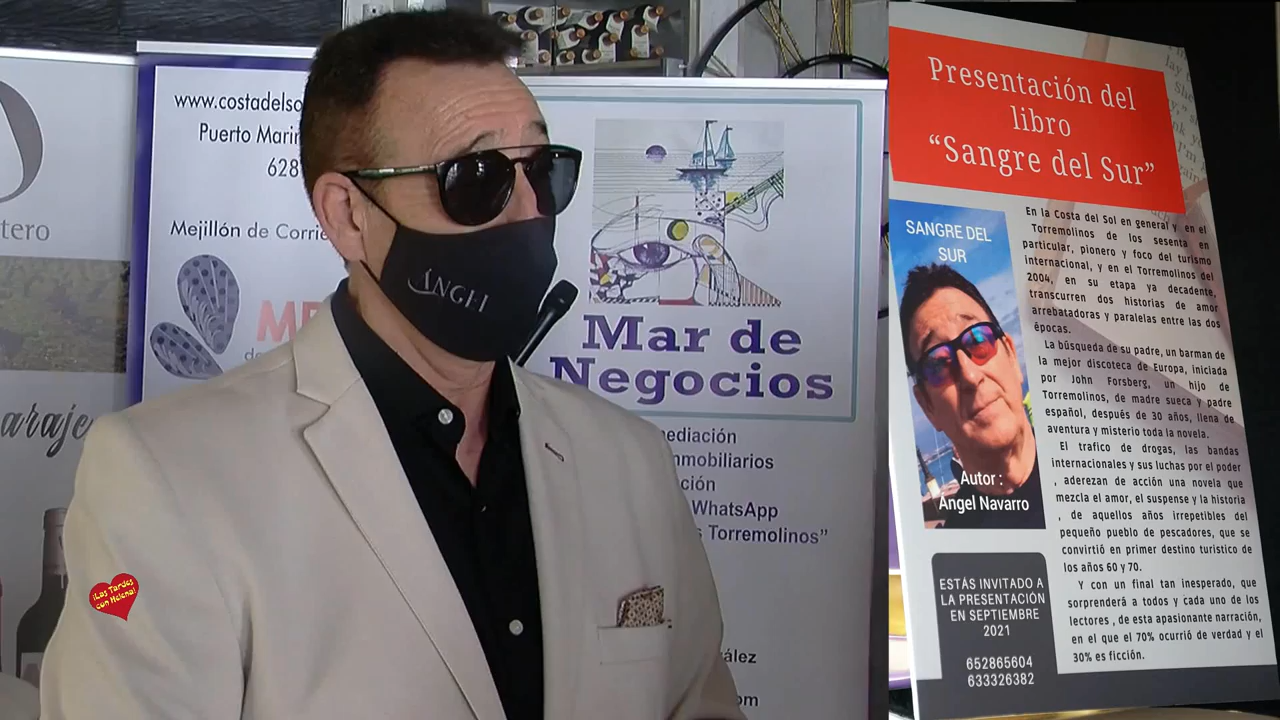 tero
araje
www.costadelso
Puerto Marin
628
Mejillón de Corrie
ME
de
ÁNGEL
¡Las Tardes
con Helena!
Mar de
Negocios
mediación
nmobiliarios
ción
WhatsApp
s Torremolinos”
ález
om
Presentación del
libro
“Sangre del Sur”
SANGRE DEL
SUR
Autor :
Angel Navarro
ESTÁS INVITADO A
LA PRESENTACIÓN
EN SEPTIEMBRE
2021
652865604
633326382
En la Costa del Sol en general y en el
Torremolinos de los sesenta en
particular, pionero y foco del turismo
internacional, y en el Torremolinos del
2004, en su etapa ya decadente,
transcurren dos historias de amor
arrebatadoras y paralelas entre las dos
épocas.
La búsqueda de su padre, un barman de
la mejor discoteca de Europa, iniciada
por John Forsberg, un hijo de
Torremolinos, de madre sueca y padre
español, después de 30 años, llena de
aventura y misterio toda la novela.
El trafico de drogas, las bandas
internacionales y sus luchas por el poder
, aderezan de acción una novela que
mezcla el amor, el suspense y la historia
, de aquellos años irrepetibles del
pequeño pueblo de pescadores, que se
convirtió en primer destino turistico de
los años 60 y 70.
Y con un final tan inesperado, que
sorprenderá a todos y cada uno de los
lectores , de esta apasionante narración,
en el que el 70% ocurrió de verdad y el
30% es ficción.